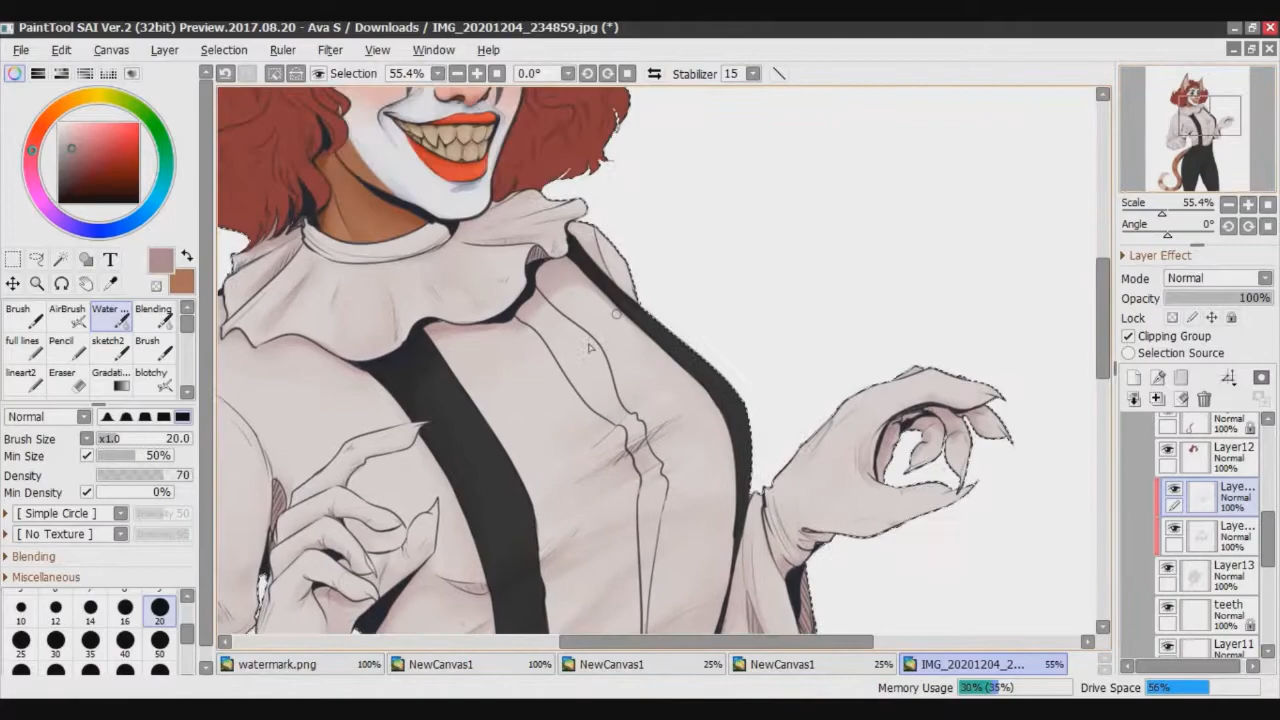 PaintTool SAI Ver.2 (32bit) Preview.2017.08.20 - Ava S / Downloads / IMG_20201204_234859.jpg (*)
File Edit Canvas Layer Selection Ruler Filter View Window Help
Selection 55.4% 0.0° Stabilizer 15
Scale 55.4%
Angle 0°
Layer Effect
Mode Normal
Opacity 100%
Lock
Clipping Group
Selection Source
T
Brush AirBrush Water ... Blending
full lines Pencil sketch2 Brush
lineart2 Eraser Gradati... blotchy
Normal
Brush Size x1.0 20.0
Min Size 50%
Density 70
Min Density 0%
[ Simple Circle ] Intensity 50
[ No Texture ]
Blending
Miscellaneous
10 12 14 16 20
25 30 35 40 50
Normal
100%
Layer12
Normal
100%
Laye...
Normal
100%
Laye...
Normal
100%
Layer13
Normal
100%
teeth
Normal
100%
Layer11
Normal
watermark.png 100% NewCanvas1 100% NewCanvas1 25% NewCanvas1 25% IMG_20201204_2... 55%
Memory Usage 30% (35%) Drive Space 56%